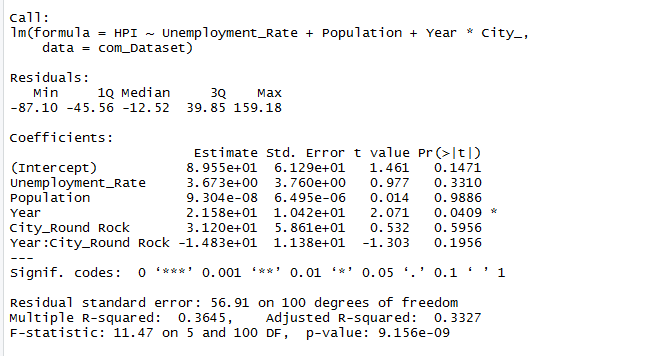 Call:
lm(formula = HPI ~ Unemployment_Rate + Population + Year * City_,
    data = com_Dataset)
Residuals:
   Min     1Q Median     3Q    Max
-87.10 -45.56 -12.52  39.85 159.18
Coefficients:
                      Estimate Std. Error t value Pr(>|t|)
(Intercept)          8.955e+01  6.129e+01   1.461   0.1471
Unemployment_Rate    3.673e+00  3.760e+00   0.977   0.3310
Population           9.304e-08  6.495e-06   0.014   0.9886
Year                 2.158e+01  1.042e+01   2.071   0.0409 *
City_Round Rock      3.120e+01  5.861e+01   0.532   0.5956
Year:City_Round Rock -1.483e+01  1.138e+01  -1.303   0.1956
---
Signif. codes:  0 ‘***’ 0.001 ‘**’ 0.01 ‘*’ 0.05 ‘.’ 0.1 ‘ ’ 1
Residual standard error: 56.91 on 100 degrees of freedom
Multiple R-squared:  0.3645,    Adjusted R-squared:  0.3327
F-statistic: 11.47 on 5 and 100 DF,  p-value: 9.156e-09